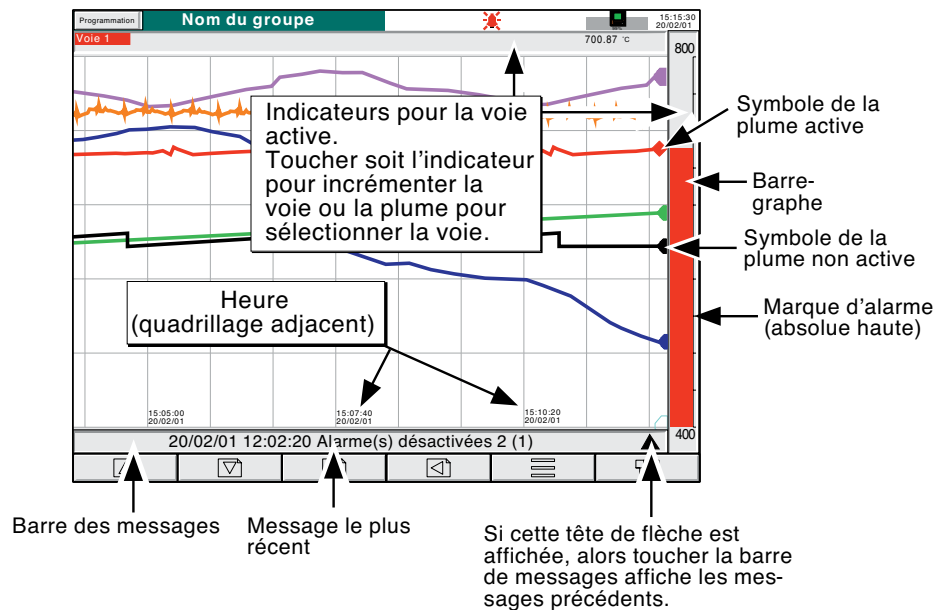 Programmation
Nom du groupe
15:15:30
20/02/01
Voie 1
700.87 °C
800
Indicateurs pour la voie
active.
Toucher soit l'indicateur
pour incrémenter la
voie ou la plume pour
sélectionner la voie.
Symbole de la
plume active
Barre-
graphe
Symbole de la
plume non active
Heure
(quadrillage adjacent)
Marque d'alarme
(absolue haute)
15:05:00
20/02/01
15:07:40
20/02/01
15:10:20
20/02/01
20/02/01 12:02:20 Alarme(s) désactivées 2 (1)
400
Barre des messages
Message le plus
récent
Si cette tête de flèche est
affichée, alors toucher la barre
de messages affiche les mes-
sages précédents.